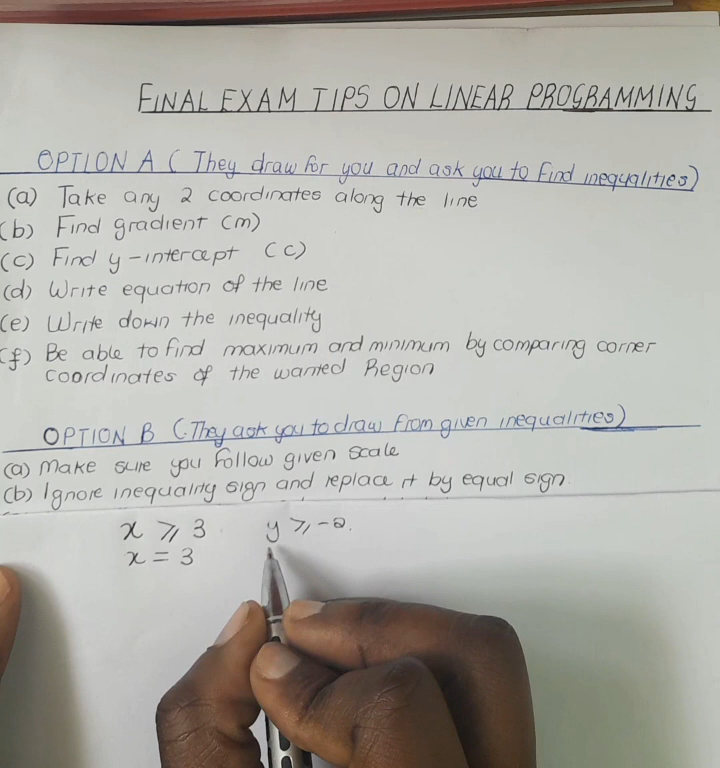 FINAL EXAM TIPS ON LINEAR PROGRAMMING
OPTION A ( They draw for you and ask you to find inequalities)
(a) Take any 2 coordinates along the line
(b) Find gradient (m)
(c) Find y-intercept (c)
(d) Write equation of the line
(e) Write down the inequality
(f) Be able to find maximum and minimum by comparing corner
coordinates of the wanted Region
OPTION B (They ask you to draw from given inequalities)
(a) Make sure you follow given scale
(b) Ignore inequality sign and replace it by equal sign.
x ⩾ 3 y ⩾ -2.
x = 3